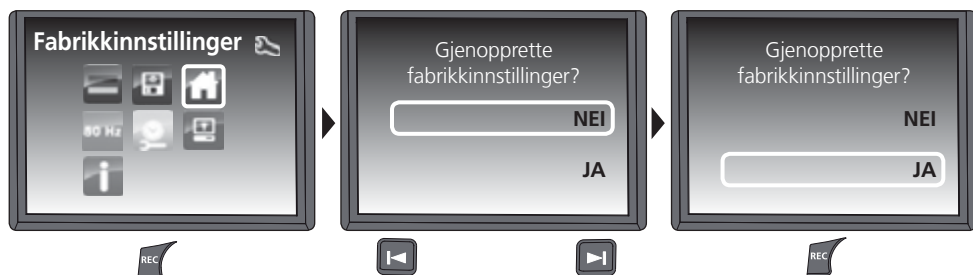 Fabrikkinnstillinger
80 Hz
i
REC
Gjenopprette
fabrikkinnstillinger?
NEI
JA
Gjenopprette
fabrikkinnstillinger?
NEI
JA
REC